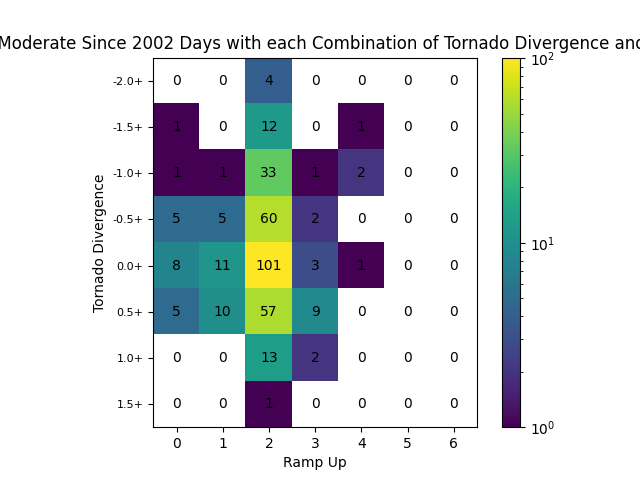 Moderate Since 2002 Days with each Combination of Tornado Divergence and
-2.0+ 0 0 4 0 0 0 0
-1.5+ 1 0 12 0 1 0 0
-1.0+ 1 1 33 1 2 0 0
-0.5+ 5 5 60 2 0 0 0
0.0+ 8 11 101 3 1 0 0
0.5+ 5 10 57 9 0 0 0
1.0+ 0 0 13 2 0 0 0
1.5+ 0 0 1 0 0 0 0
0 1 2 3 4 5 6
Ramp Up
Tornado Divergence
10²
10¹
10⁰